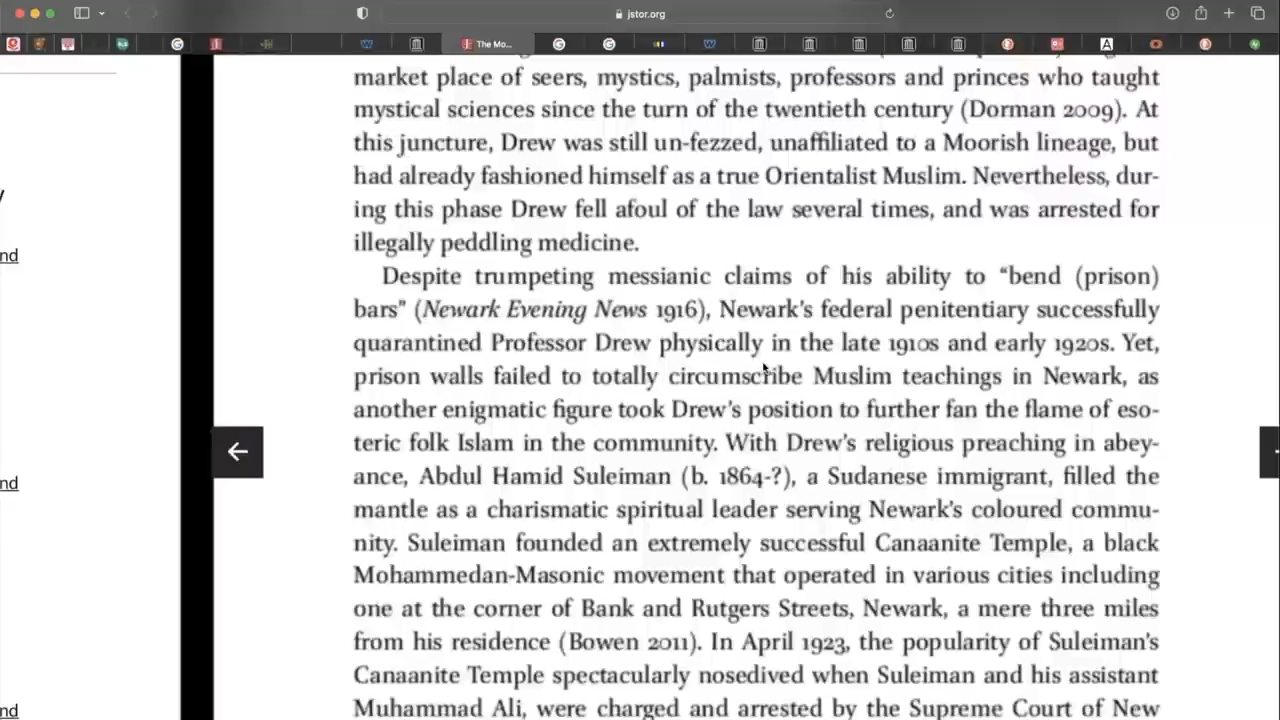 jstor.org
The Mo...
market place of seers, mystics, palmists, professors and princes who taught
mystical sciences since the turn of the twentieth century (Dorman 2009). At
this juncture, Drew was still un-fezzed, unaffiliated to a Moorish lineage, but
had already fashioned himself as a true Orientalist Muslim. Nevertheless, dur-
ing this phase Drew fell afoul of the law several times, and was arrested for
illegally peddling medicine.
Despite trumpeting messianic claims of his ability to “bend (prison)
bars” (Newark Evening News 1916), Newark’s federal penitentiary successfully
quarantined Professor Drew physically in the late 1910s and early 1920s. Yet,
prison walls failed to totally circumscribe Muslim teachings in Newark, as
another enigmatic figure took Drew’s position to further fan the flame of eso-
teric folk Islam in the community. With Drew’s religious preaching in abey-
ance, Abdul Hamid Suleiman (b. 1864-?), a Sudanese immigrant, filled the
mantle as a charismatic spiritual leader serving Newark’s coloured commu-
nity. Suleiman founded an extremely successful Canaanite Temple, a black
Mohammedan-Masonic movement that operated in various cities including
one at the corner of Bank and Rutgers Streets, Newark, a mere three miles
from his residence (Bowen 2011). In April 1923, the popularity of Suleiman’s
Canaanite Temple spectacularly nosedived when Suleiman and his assistant
Muhammad Ali, were charged and arrested by the Supreme Court of New
nd
nd
nd